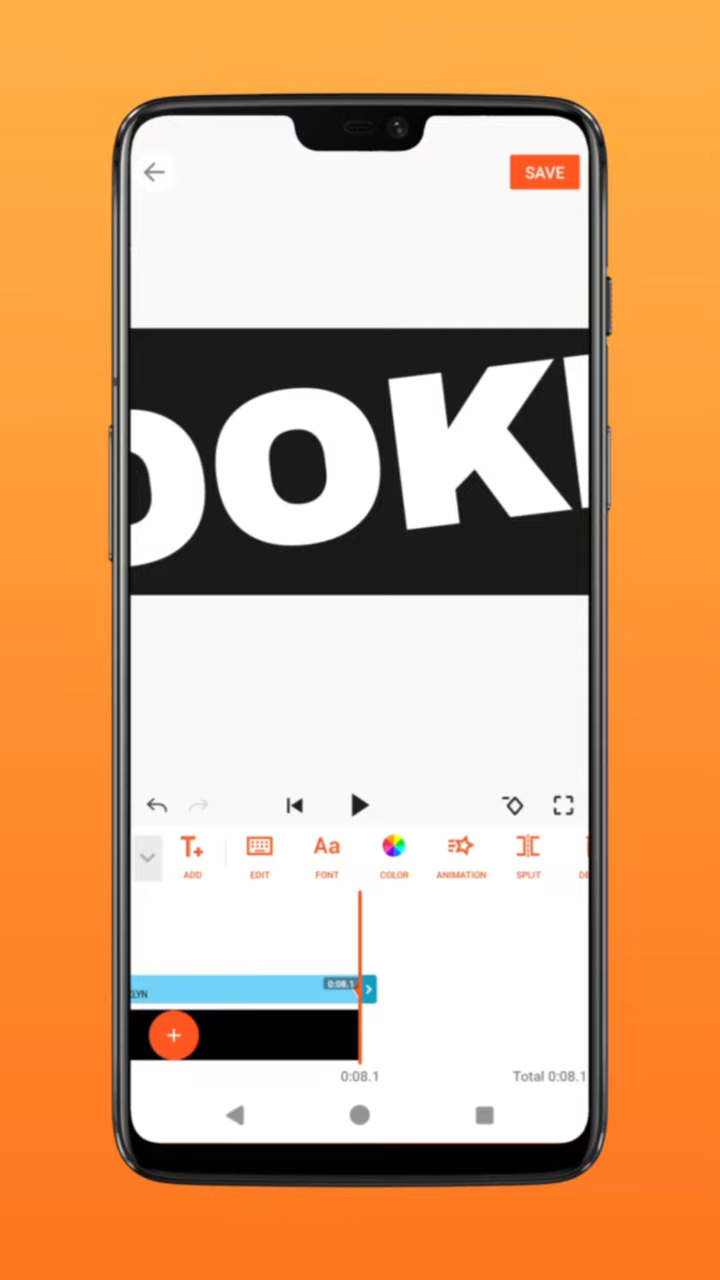 SAVE
OOK
ADD EDIT FONT COLOR ANIMATION SPLIT DE
0:08.1
LYN
0:08.1 Total 0:08.1